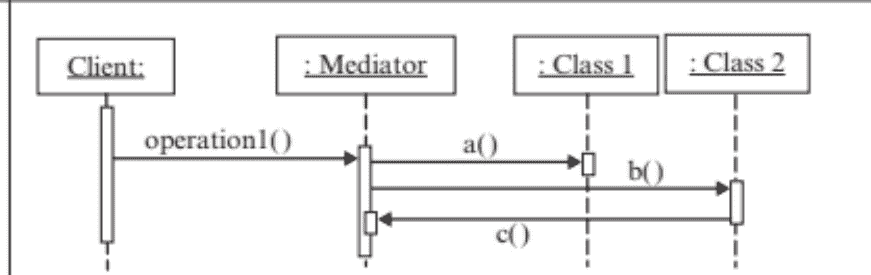 Client:
: Mediator
: Class 1
: Class 2
operation1()
a()
b()
c()